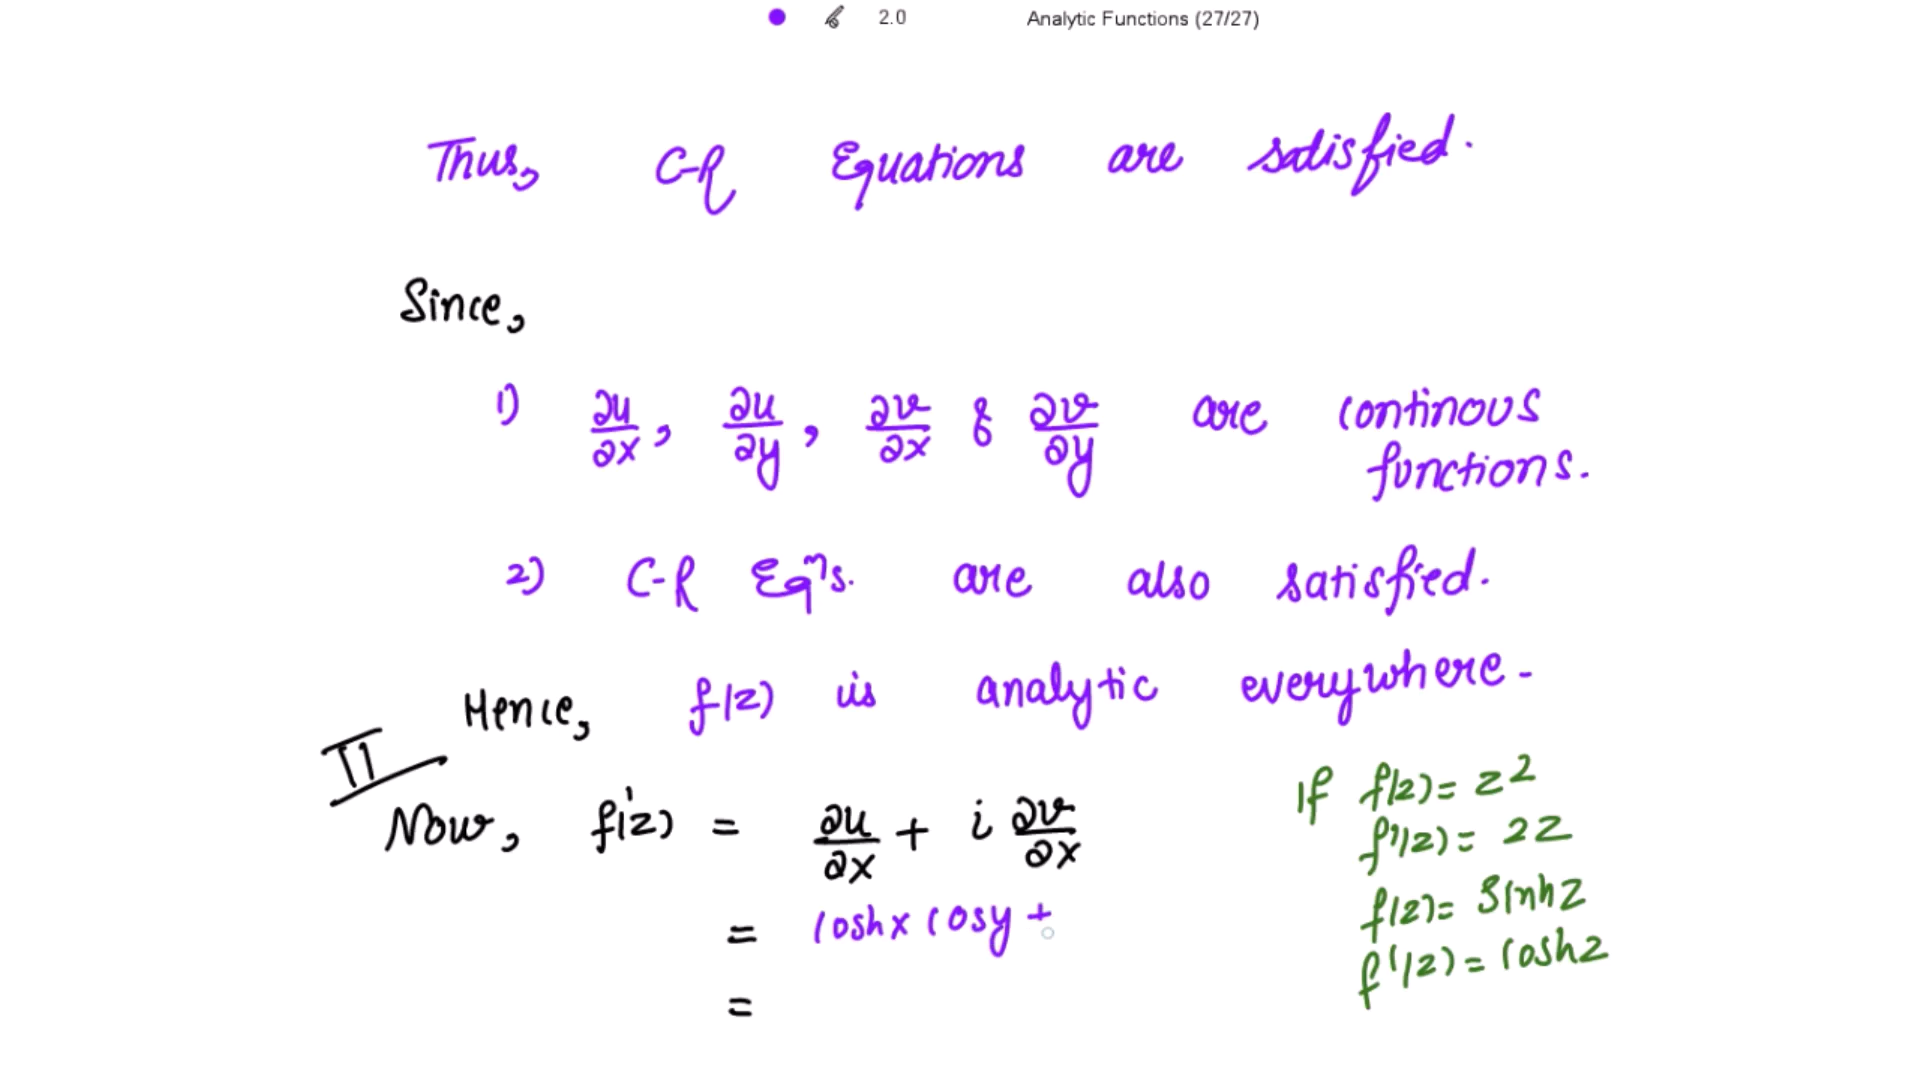 2.0 Analytic Functions (27/27)
Thus, C-R Equations are satisfied.
Since,
1) ∂u/∂x, ∂u/∂y, ∂v/∂x & ∂v/∂y are continous
functions.
2) C-R Eqⁿs. are also satisfied.
Hence, f(z) is analytic everywhere.
II
Now, f'(z) = ∂u/∂x + i ∂v/∂x
= coshx cosy +
=
If f(z) = z²
f'(z) = 2z
f(z) = Sinhz
f'(z) = coshz